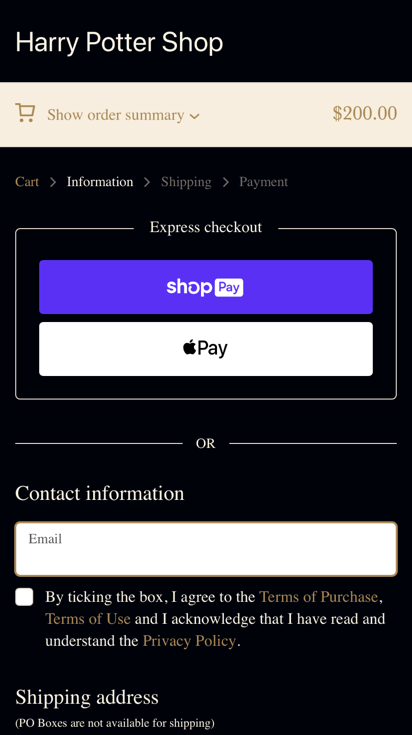 Harry Potter Shop
Show order summary
$200.00
Cart > Information > Shipping > Payment
Express checkout
shop Pay
Pay
OR
Contact information
Email
By ticking the box, I agree to the Terms of Purchase,
Terms of Use and I acknowledge that I have read and
understand the Privacy Policy.
Shipping address
(PO Boxes are not available for shipping)